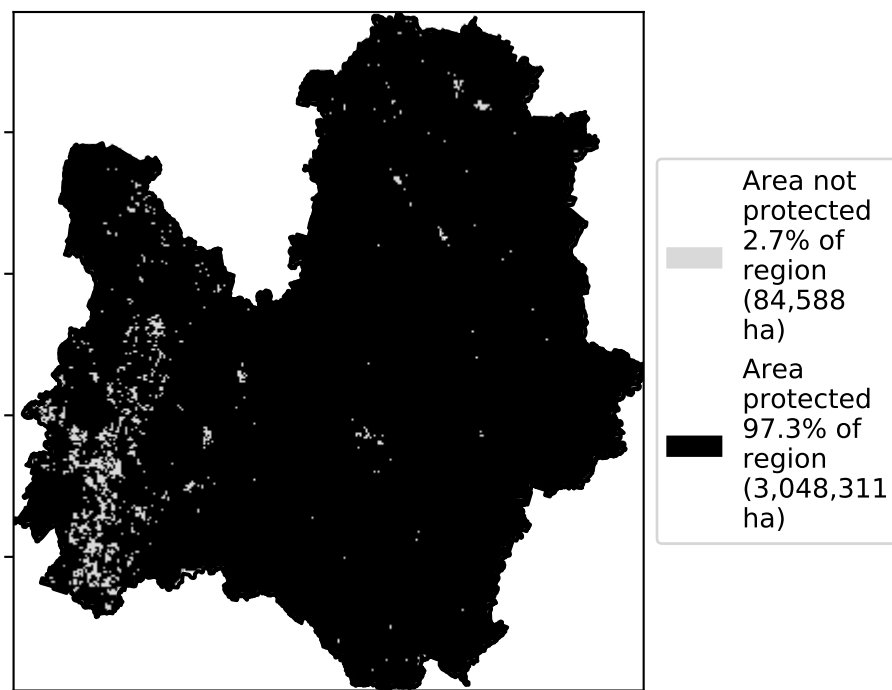 Area not
protected
2.7% of
region
(84,588
ha)
Area
protected
97.3% of
region
(3,048,311
ha)